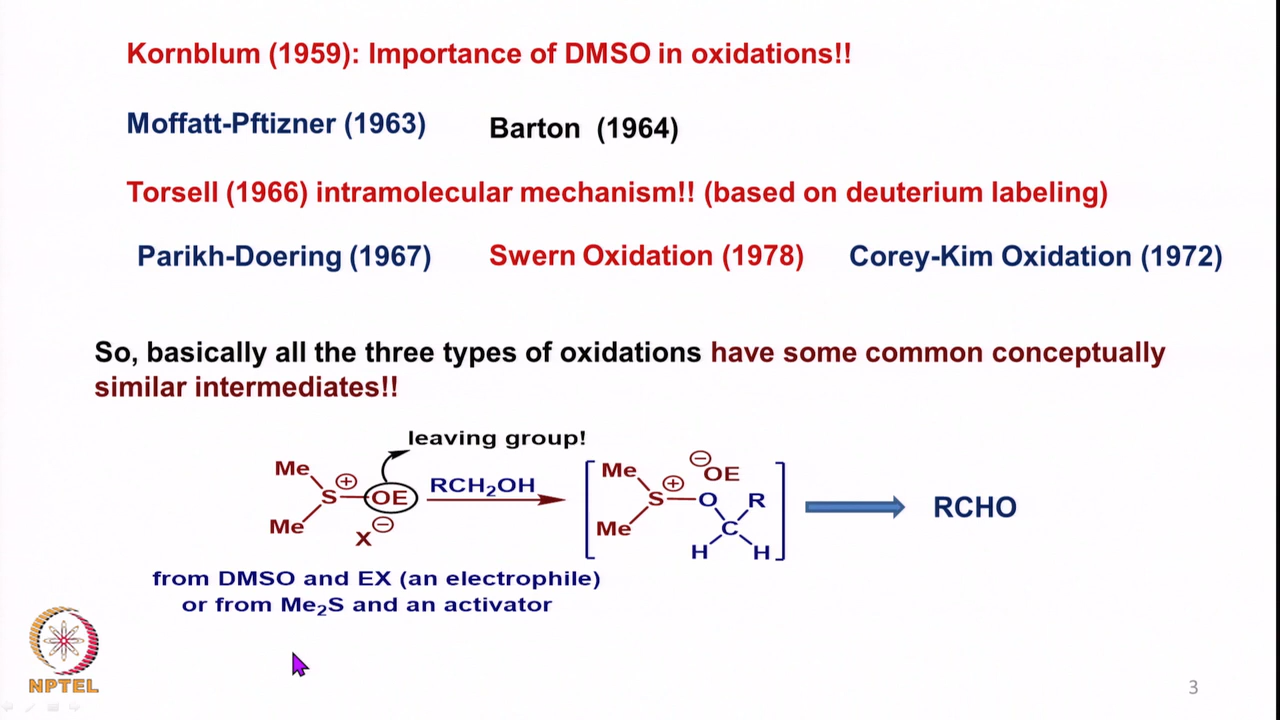 Kornblum (1959): Importance of DMSO in oxidations!!
Moffatt-Pftizner (1963) Barton (1964)
Torsell (1966) intramolecular mechanism!! (based on deuterium labeling)
Parikh-Doering (1967) Swern Oxidation (1978) Corey-Kim Oxidation (1972)
So, basically all the three types of oxidations have some common conceptually
similar intermediates!!
leaving group!
Me S ⊕ OE Me X ⊖
RCH₂OH
Me S ⊕ O ⊖ OE R Me C H H
RCHO
from DMSO and EX (an electrophile)
or from Me₂S and an activator
NPTEL
3